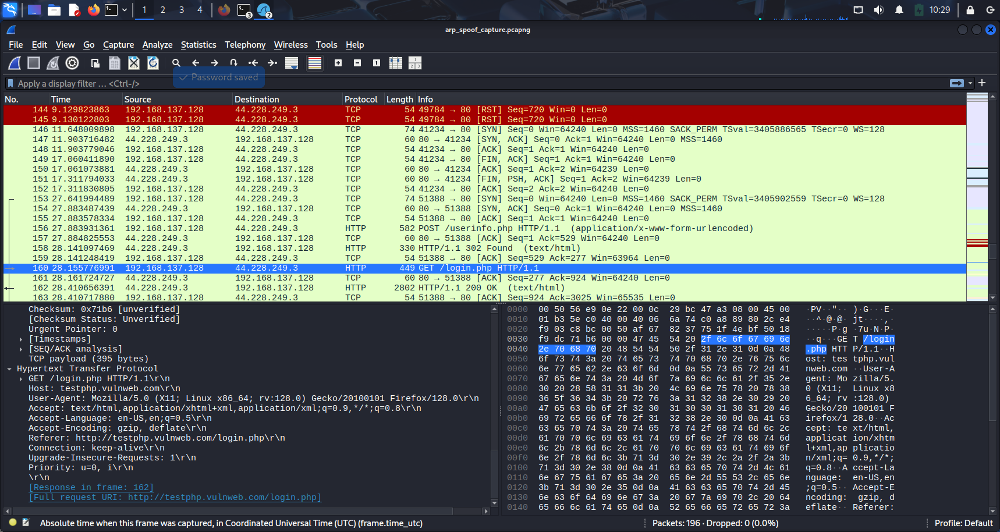 1 2 3 4 3 2 10:29
arp_spoof_capture.pcapng
File Edit View Go Capture Analyze Statistics Telephony Wireless Tools Help
Password saved
Apply a display filter … <Ctrl-/>
No. Time Source Destination Protocol Length Info
144 9.129823863 192.168.137.128 44.228.249.3 TCP 54 49784 → 80 [RST] Seq=720 Win=0 Len=0
145 9.130122803 192.168.137.128 44.228.249.3 TCP 54 49784 → 80 [RST] Seq=720 Win=0 Len=0
146 11.648009898 192.168.137.128 44.228.249.3 TCP 74 41234 → 80 [SYN] Seq=0 Win=64240 Len=0 MSS=1460 SACK_PERM TSval=3405886565 TSecr=0 WS=128
147 11.903716482 44.228.249.3 192.168.137.128 TCP 60 80 → 41234 [SYN, ACK] Seq=0 Ack=1 Win=64240 Len=0 MSS=1460
148 11.903779046 192.168.137.128 44.228.249.3 TCP 54 41234 → 80 [ACK] Seq=1 Ack=1 Win=64240 Len=0
149 17.060411890 192.168.137.128 44.228.249.3 TCP 54 41234 → 80 [FIN, ACK] Seq=1 Ack=1 Win=64240 Len=0
150 17.061073881 44.228.249.3 192.168.137.128 TCP 60 80 → 41234 [ACK] Seq=1 Ack=2 Win=64239 Len=0
151 17.311794033 44.228.249.3 192.168.137.128 TCP 60 80 → 41234 [FIN, PSH, ACK] Seq=1 Ack=2 Win=64239 Len=0
152 17.311830805 192.168.137.128 44.228.249.3 TCP 54 41234 → 80 [ACK] Seq=2 Ack=2 Win=64240 Len=0
153 27.641994489 192.168.137.128 44.228.249.3 TCP 74 51388 → 80 [SYN] Seq=0 Win=64240 Len=0 MSS=1460 SACK_PERM TSval=3405902559 TSecr=0 WS=128
154 27.883487439 44.228.249.3 192.168.137.128 TCP 60 80 → 51388 [SYN, ACK] Seq=0 Ack=1 Win=64240 Len=0 MSS=1460
155 27.883578334 192.168.137.128 44.228.249.3 TCP 54 51388 → 80 [ACK] Seq=1 Ack=1 Win=64240 Len=0
156 27.883931361 192.168.137.128 44.228.249.3 HTTP 582 POST /userinfo.php HTTP/1.1  (application/x-www-form-urlencoded)
157 27.884825553 44.228.249.3 192.168.137.128 TCP 60 80 → 51388 [ACK] Seq=1 Ack=529 Win=64240 Len=0
158 28.141097469 44.228.249.3 192.168.137.128 HTTP 330 HTTP/1.1 302 Found  (text/html)
159 28.141248419 192.168.137.128 44.228.249.3 TCP 54 51388 → 80 [ACK] Seq=529 Ack=277 Win=63964 Len=0
160 28.155776991 192.168.137.128 44.228.249.3 HTTP 449 GET /login.php HTTP/1.1
161 28.161724727 44.228.249.3 192.168.137.128 TCP 60 80 → 51388 [ACK] Seq=277 Ack=924 Win=64240 Len=0
162 28.410656391 44.228.249.3 192.168.137.128 HTTP 2802 HTTP/1.1 200 OK  (text/html)
163 28.410717880 192.168.137.128 44.228.249.3 TCP 54 51388 → 80 [ACK] Seq=924 Ack=3025 Win=65535 Len=0
Checksum: 0x71b6 [unverified]
[Checksum Status: Unverified]
Urgent Pointer: 0
[Timestamps]
[SEQ/ACK analysis]
TCP payload (395 bytes)
Hypertext Transfer Protocol
GET /login.php HTTP/1.1\r\n
Host: testphp.vulnweb.com\r\n
User-Agent: Mozilla/5.0 (X11; Linux x86_64; rv:128.0) Gecko/20100101 Firefox/128.0\r\n
Accept: text/html,application/xhtml+xml,application/xml;q=0.9,*/*;q=0.8\r\n
Accept-Language: en-US,en;q=0.5\r\n
Accept-Encoding: gzip, deflate\r\n
Referer: http://testphp.vulnweb.com/login.php\r\n
Connection: keep-alive\r\n
Upgrade-Insecure-Requests: 1\r\n
Priority: u=0, i\r\n
\r\n
[Response in frame: 162]
[Full request URI: http://testphp.vulnweb.com/login.php]
0000 00 50 56 e9 0e 22 00 0c 29 bc 47 a3 08 00 45 00 ·PV··"·· )·G···E·
0010 01 b3 5e c0 40 00 40 06 6a 74 c0 a8 89 80 2c e4 ··^·@·@· jt····,·
0020 f9 03 c8 bc 00 50 af 67 82 37 75 1f 4e bf 50 18 ·····P·g ·7u·N·P·
0030 f9 dc 71 b6 00 00 47 45 54 20 2f 6c 6f 67 69 6e ··q···GE T /login
0040 2e 70 68 70 20 48 54 54 50 2f 31 2e 31 0d 0a 48 .php HTT P/1.1··H
0050 6f 73 74 3a 20 74 65 73 74 70 68 70 2e 76 75 6c ost: tes tphp.vul
0060 6e 77 65 62 2e 63 6f 6d 0d 0a 55 73 65 72 2d 41 nweb.com ··User-A
0070 67 65 6e 74 3a 20 4d 6f 7a 69 6c 6c 61 2f 35 2e gent: Mo zilla/5.
0080 30 20 28 58 31 31 3b 20 4c 69 6e 75 78 20 78 38 0 (X11;  Linux x8
0090 36 5f 36 34 3b 20 72 76 3a 31 32 38 2e 30 29 20 6_64; rv :128.0)
00a0 47 65 63 6b 6f 2f 32 30 31 30 30 31 30 31 20 46 Gecko/20 100101 F
00b0 69 72 65 66 6f 78 2f 31 32 38 2e 30 0d 0a 41 63 irefox/1 28.0··Ac
00c0 63 65 70 74 3a 20 74 65 78 74 2f 68 74 6d 6c 2c cept: te xt/html,
00d0 61 70 70 6c 69 63 61 74 69 6f 6e 2f 78 68 74 6d applicat ion/xhtm
00e0 6c 2b 78 6d 6c 2c 61 70 70 6c 69 63 61 74 69 6f l+xml,ap plicatio
00f0 6e 2f 78 6d 6c 3b 71 3d 30 2e 39 2c 2a 2f 2a 3b n/xml;q= 0.9,*/*;
0100 71 3d 30 2e 38 0d 0a 41 63 63 65 70 74 2d 4c 61 q=0.8··A ccept-La
0110 6e 67 75 61 67 65 3a 20 65 6e 2d 55 53 2c 65 6e nguage:  en-US,en
0120 3b 71 3d 30 2e 35 0d 0a 41 63 63 65 70 74 2d 45 ;q=0.5·· Accept-E
0130 6e 63 6f 64 69 6e 67 3a 20 67 7a 69 70 2c 20 64 ncoding:  gzip, d
0140 65 66 6c 61 74 65 0d 0a 52 65 66 65 72 65 72 3a eflate·· Referer:
Absolute time when this frame was captured, in Coordinated Universal Time (UTC) (frame.time_utc) Packets: 196 · Dropped: 0 (0.0%) Profile: Default